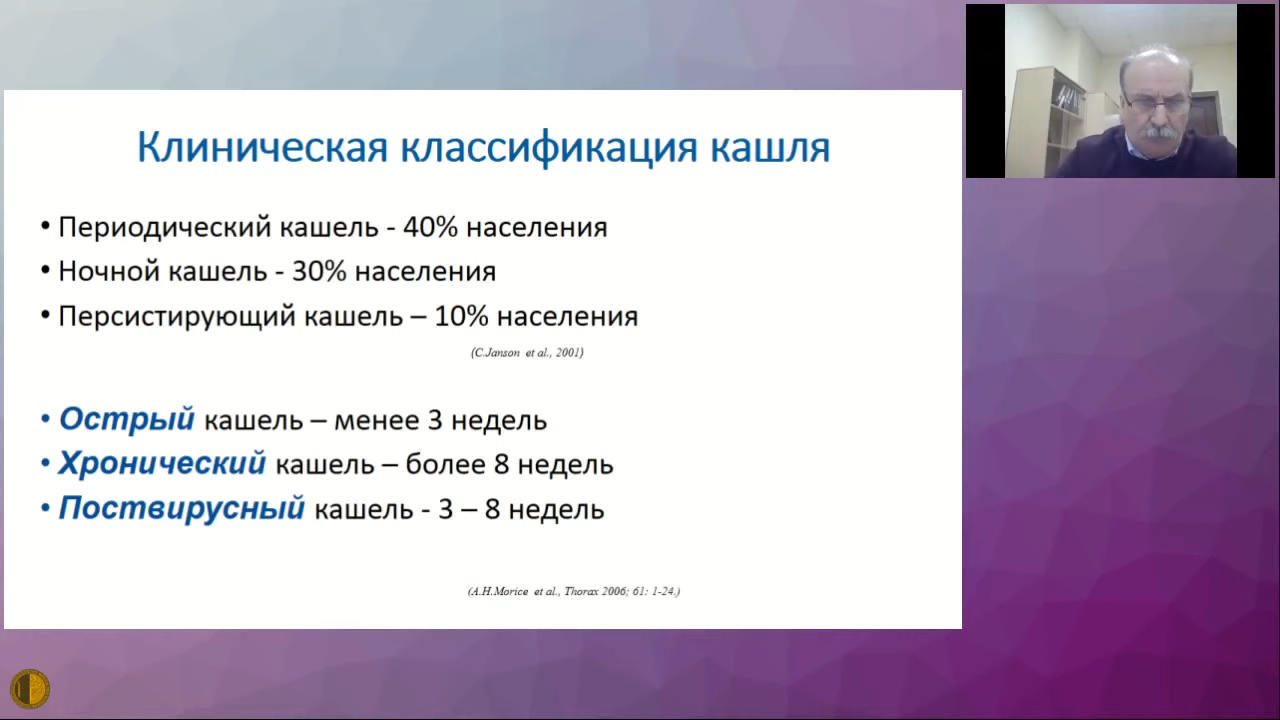 Клиническая классификация кашля
• Периодический кашель - 40% населения
• Ночной кашель - 30% населения
• Персистирующий кашель – 10% населения
(C.Janson et al., 2001)
• Острый кашель – менее 3 недель
• Хронический кашель – более 8 недель
• Поствирусный кашель - 3 – 8 недель
(A.H.Morice et al., Thorax 2006; 61: 1-24.)